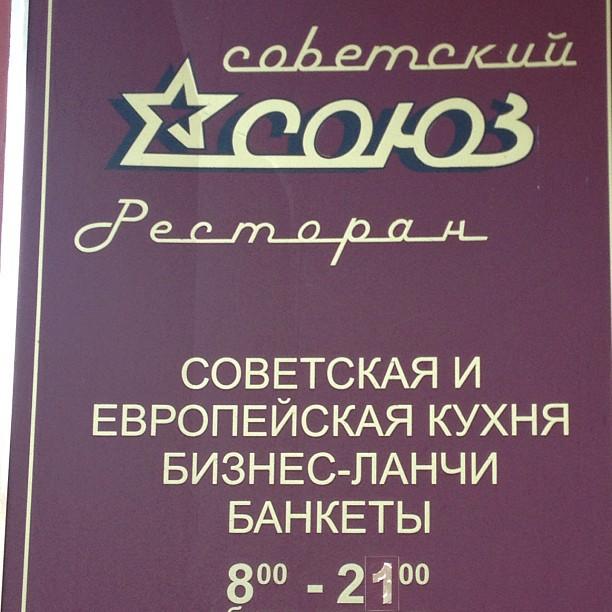 советский
союз
Ресторан
СОВЕТСКАЯ И
ЕВРОПЕЙСКАЯ КУХНЯ
БИЗНЕС-ЛАНЧИ
БАНКЕТЫ
8⁰⁰ - 21⁰⁰